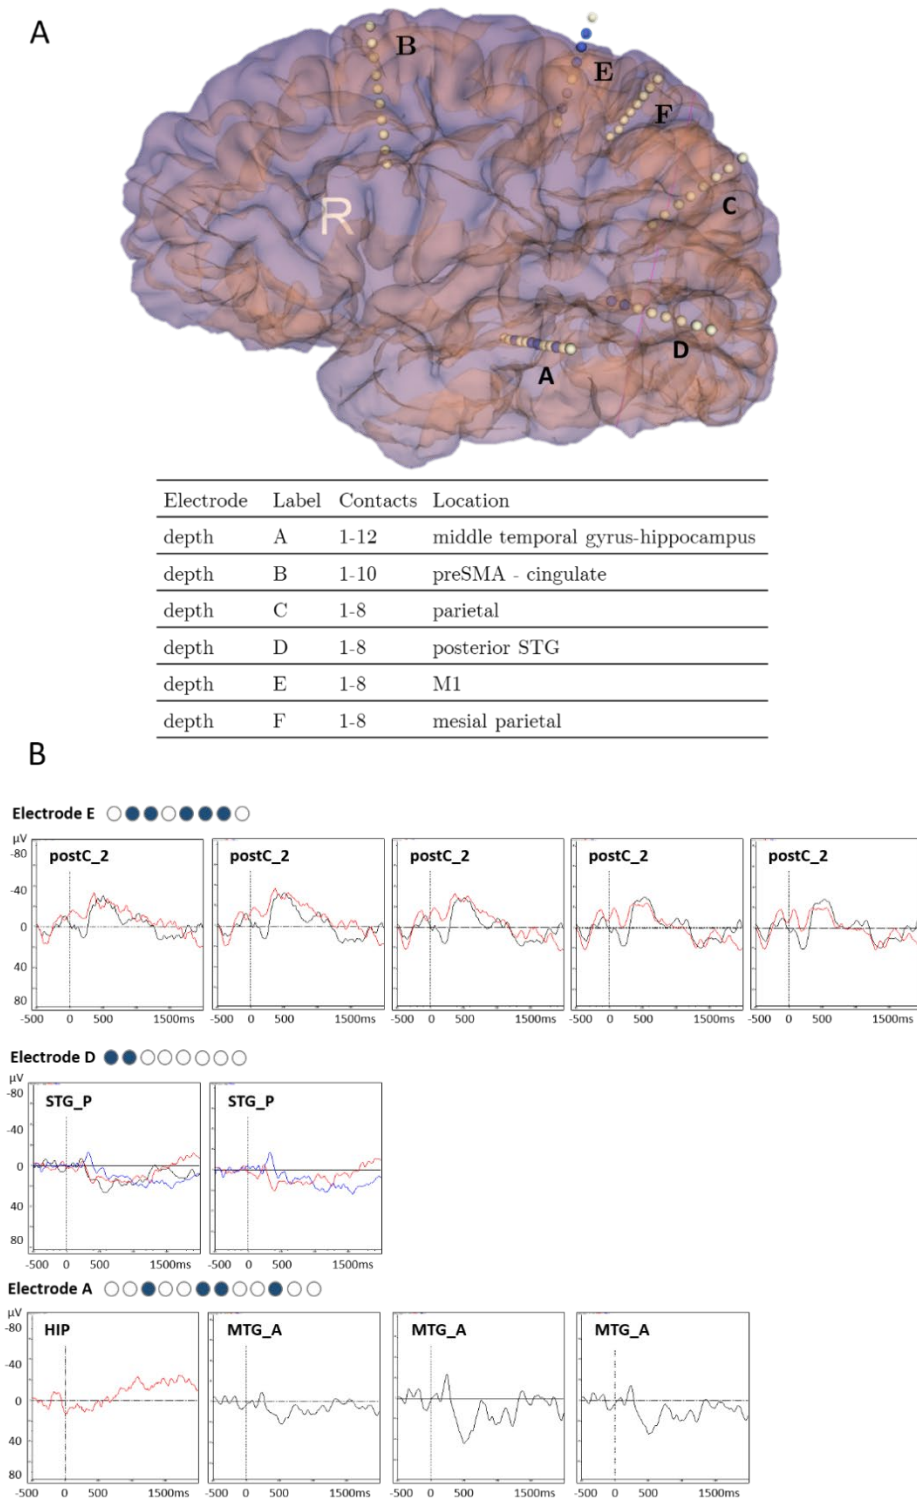 A
B
E
F
R
C
D
A
Electrode Label Contacts Location
depth A 1-12 middle temporal gyrus-hippocampus
depth B 1-10 preSMA - cingulate
depth C 1-8 parietal
depth D 1-8 posterior STG
depth E 1-8 M1
depth F 1-8 mesial parietal
B
Electrode E
µV
-80
-40
0
40
80
postC_2 postC_2 postC_2 postC_2 postC_2
-500 0 500 1500ms -500 0 500 1500ms -500 0 500 1500ms -500 0 500 1500ms -500 0 500 1500ms
Electrode D
µV
-80
-40
0
40
80
STG_P STG_P
-500 0 500 1500ms -500 0 500 1500ms
Electrode A
µV
-80
-40
0
40
80
HIP MTG_A MTG_A MTG_A
-500 0 500 1500ms -500 0 500 1500ms -500 0 500 1500ms -500 0 500 1500ms